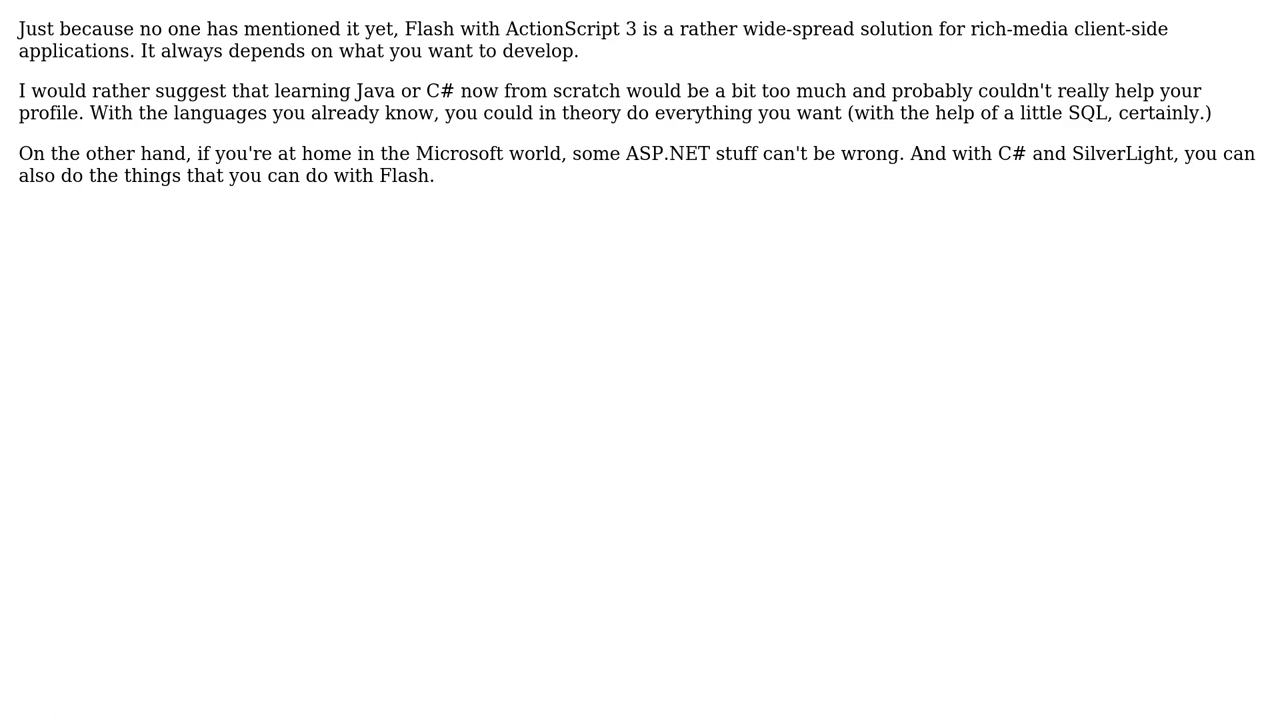 Just because no one has mentioned it yet, Flash with ActionScript 3 is a rather wide-spread solution for rich-media client-side
applications. It always depends on what you want to develop.
I would rather suggest that learning Java or C# now from scratch would be a bit too much and probably couldn't really help your
profile. With the languages you already know, you could in theory do everything you want (with the help of a little SQL, certainly.)
On the other hand, if you're at home in the Microsoft world, some ASP.NET stuff can't be wrong. And with C# and SilverLight, you can
also do the things that you can do with Flash.